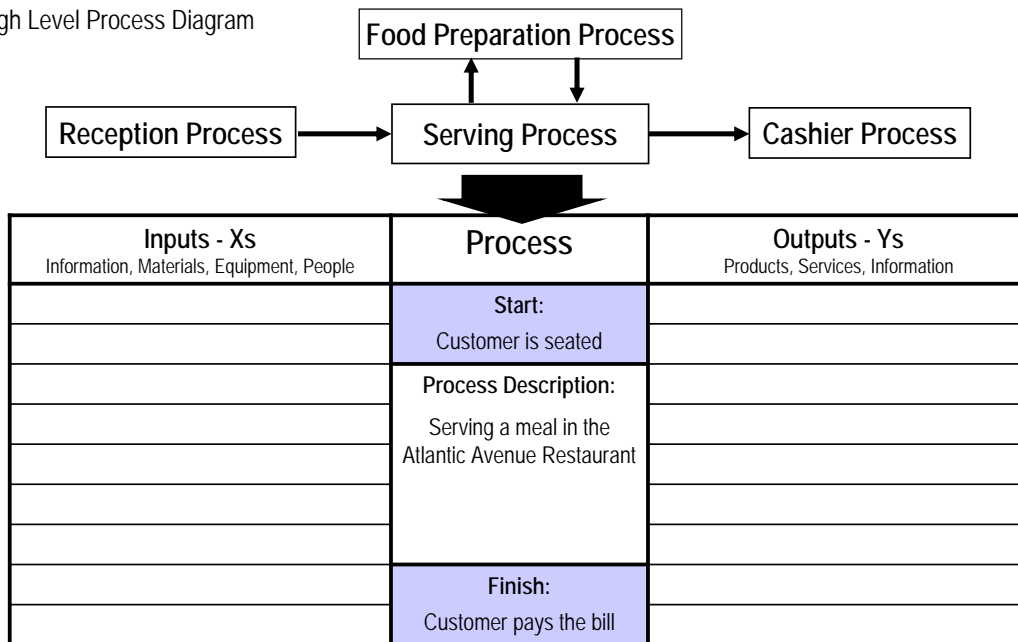 gh Level Process Diagram
Food Preparation Process
Reception Process
Serving Process
Cashier Process
Inputs - Xs
Information, Materials, Equipment, People
Process
Outputs - Ys
Products, Services, Information
Start:
Customer is seated
Process Description:
Serving a meal in the
Atlantic Avenue Restaurant
Finish:
Customer pays the bill